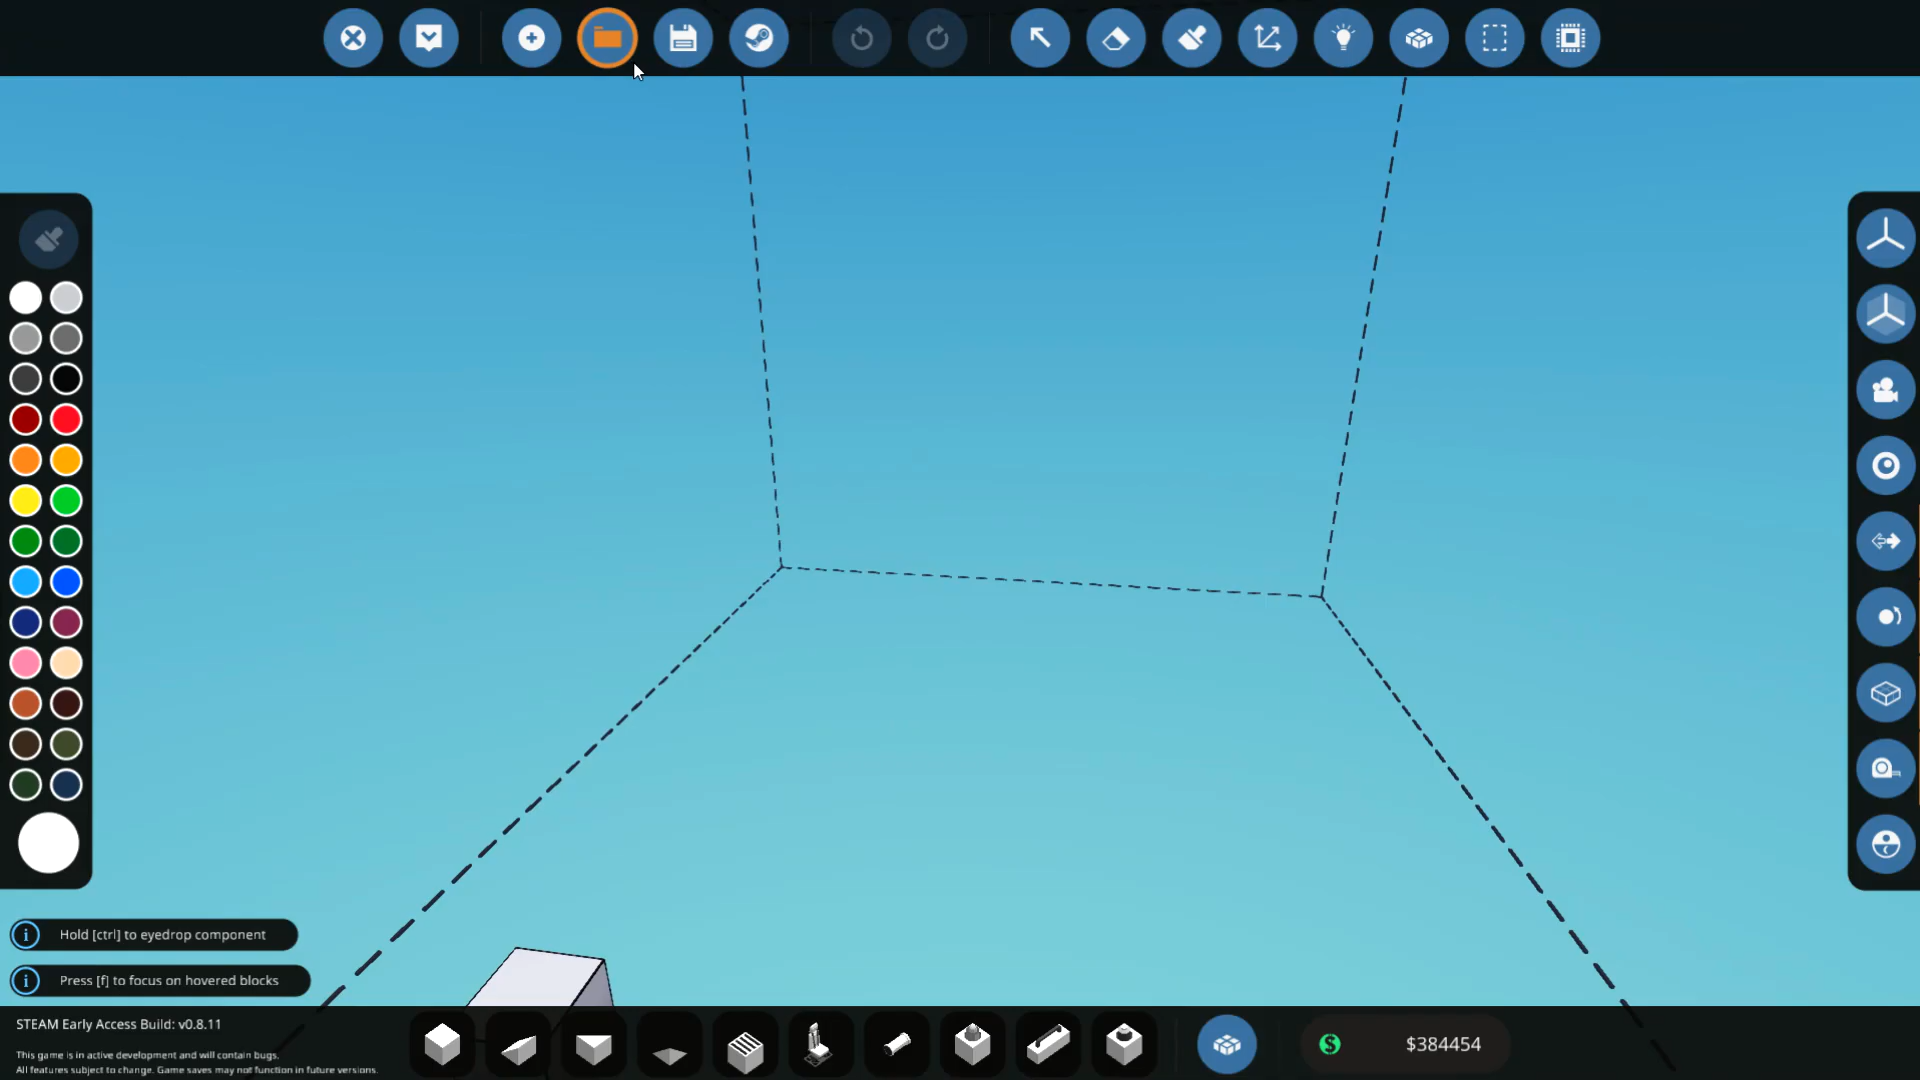 Hold [ctrl] to eyedrop component
Press [f] to focus on hovered blocks
STEAM Early Access Build: v0.8.11
This game is in active development and will contain bugs.
All features subject to change. Game saves may not function in future versions.
$384454